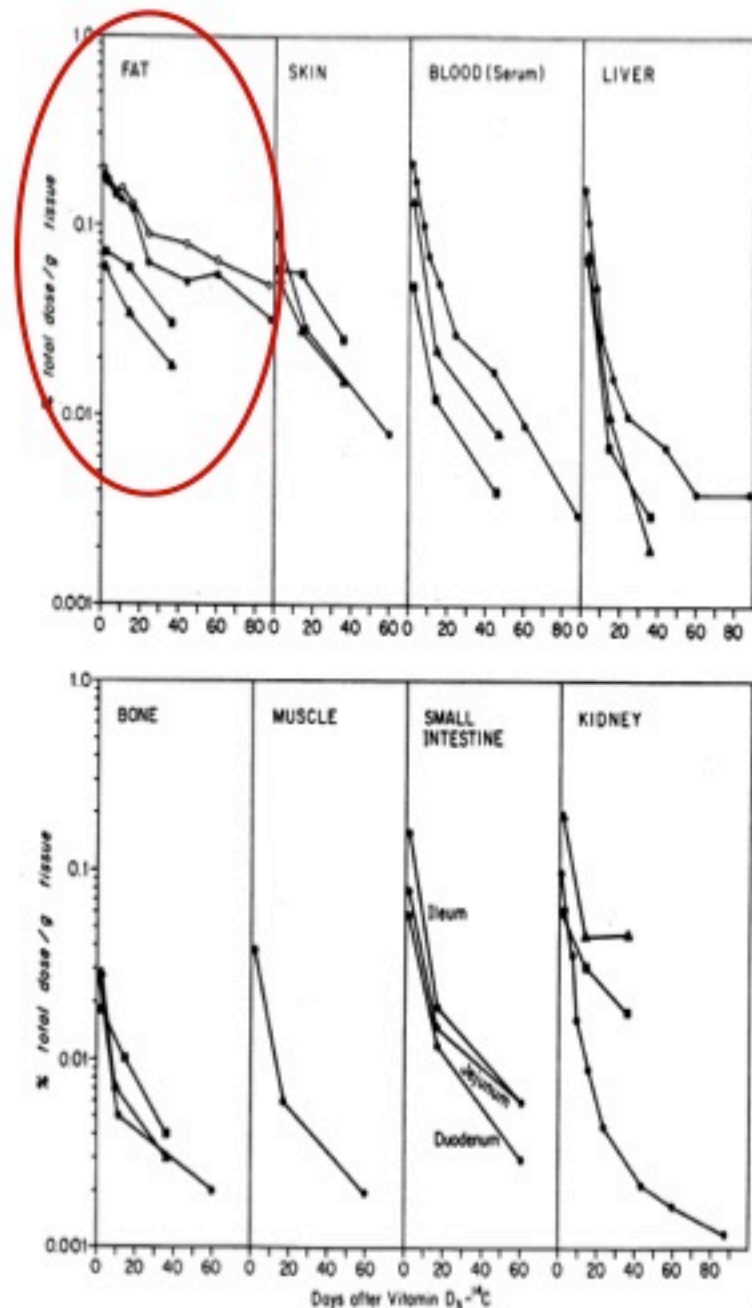 1.0
FAT
SKIN
BLOOD (Serum)
LIVER
0.1
0.01
0.001
% total dose/g tissue
0 20 40 60 80 0 20 40 60 0 20 40 60 80 0 20 40 60 80
1.0
BONE
MUSCLE
SMALL
INTESTINE
KIDNEY
0.1
Ileum
0.01
Jejunum
Duodenum
0.001
% total dose/g tissue
0 20 40 60 0 20 40 60 0 20 40 60 0 20 40 60 80
Days after Vitamin D₃-¹⁴C